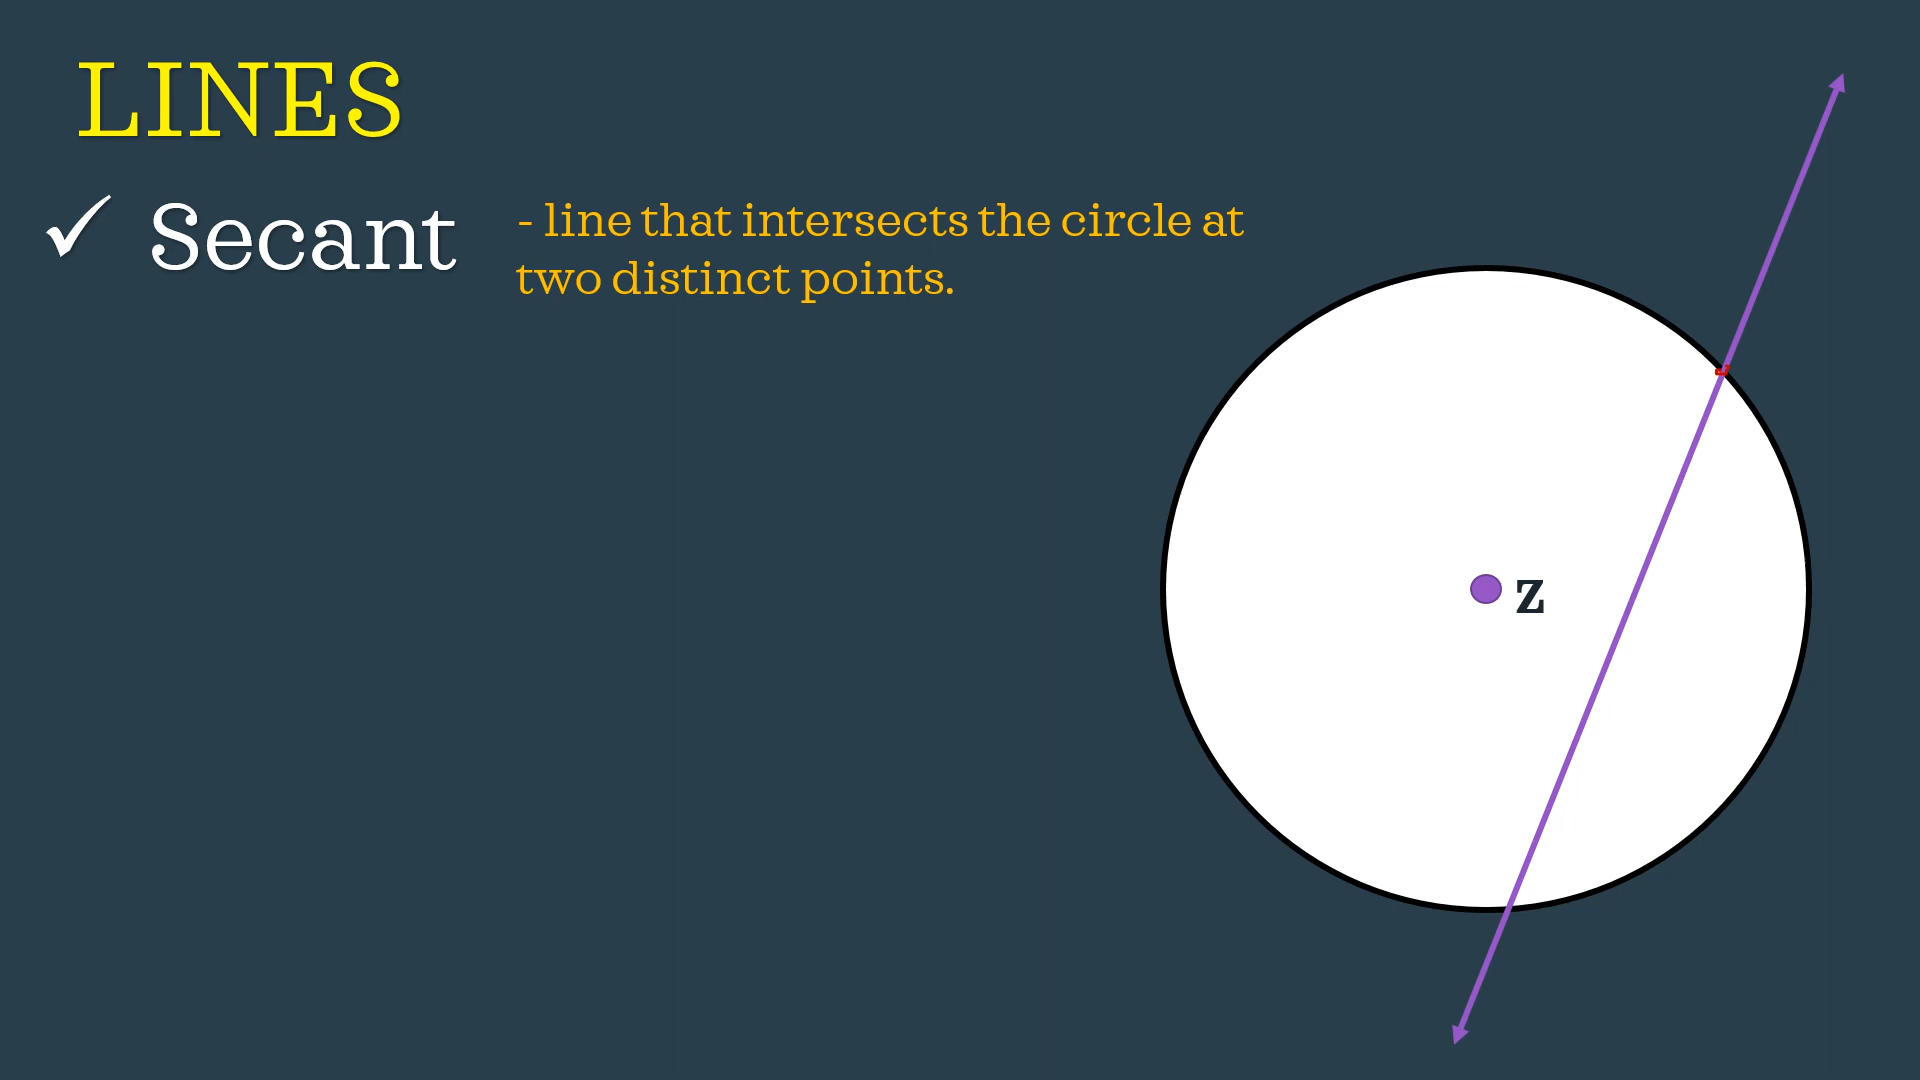 LINES
✓ Secant
- line that intersects the circle at
two distinct points.
z